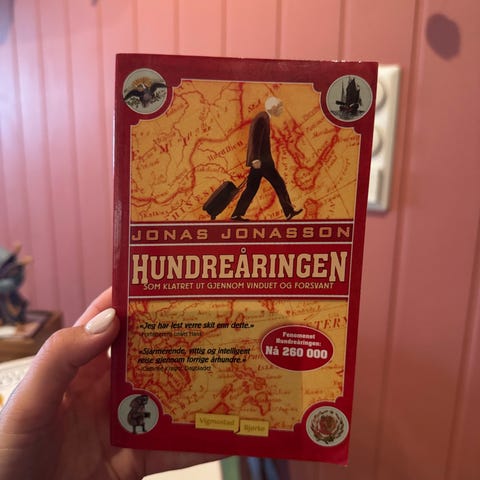 JONAS JONASSON
HUNDREÅRINGEN
SOM KLATRET UT GJENNOM VINDUET OG FORSVANT
«Jeg har lest verre skit enn dette.»
«Sjarmerende, vittig og intelligent
reise gjennom forrige århundre.»
Dagbladet
Fenomenet
Hundreåringen:
Nå 260 000
Vigmostad Bjørke